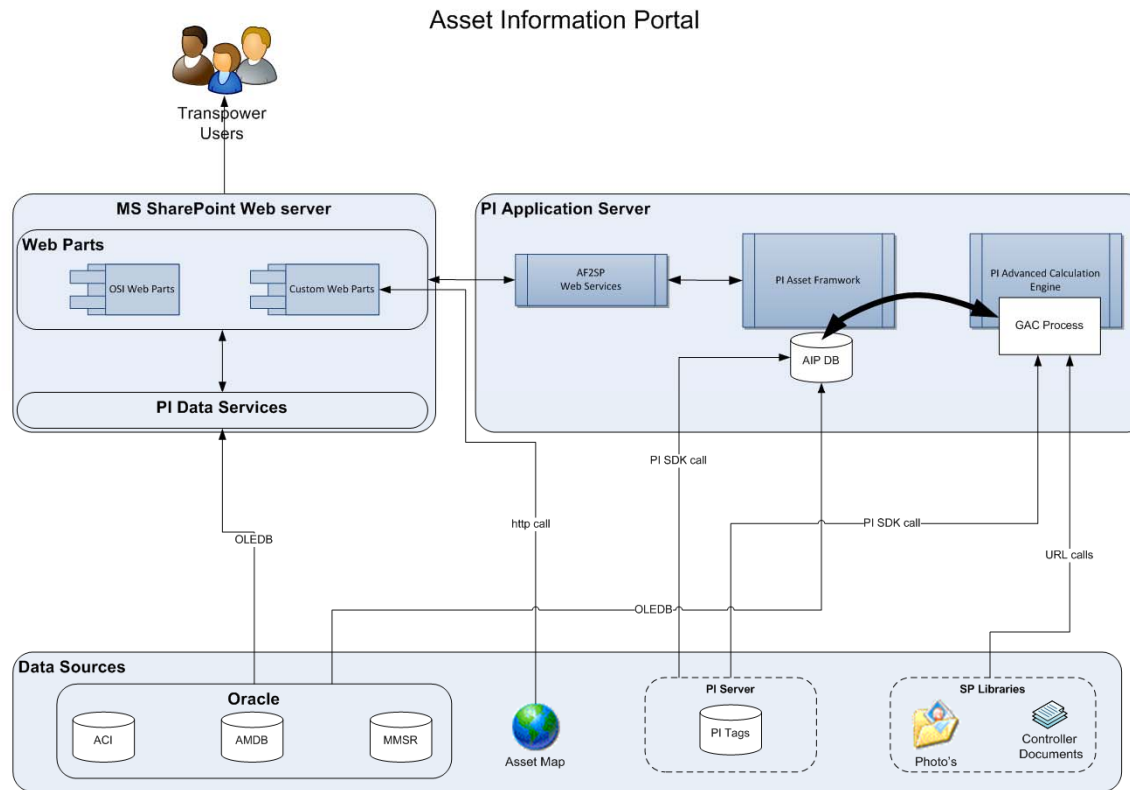 Asset Information Portal
Transpower
Users
MS SharePoint Web server
Web Parts
OSI Web Parts
Custom Web Parts
PI Data Services
PI Application Server
AF2SP
Web Services
PI Asset Framwork
PI Advanced Calculation
Engine
GAC Process
AIP DB
PI SDK call
http call
PI SDK call
OLEDB
URL calls
OLEDB
Data Sources
Oracle
ACI
AMDB
MMSR
Asset Map
PI Server
PI Tags
SP Libraries
Photo's
Controller
Documents